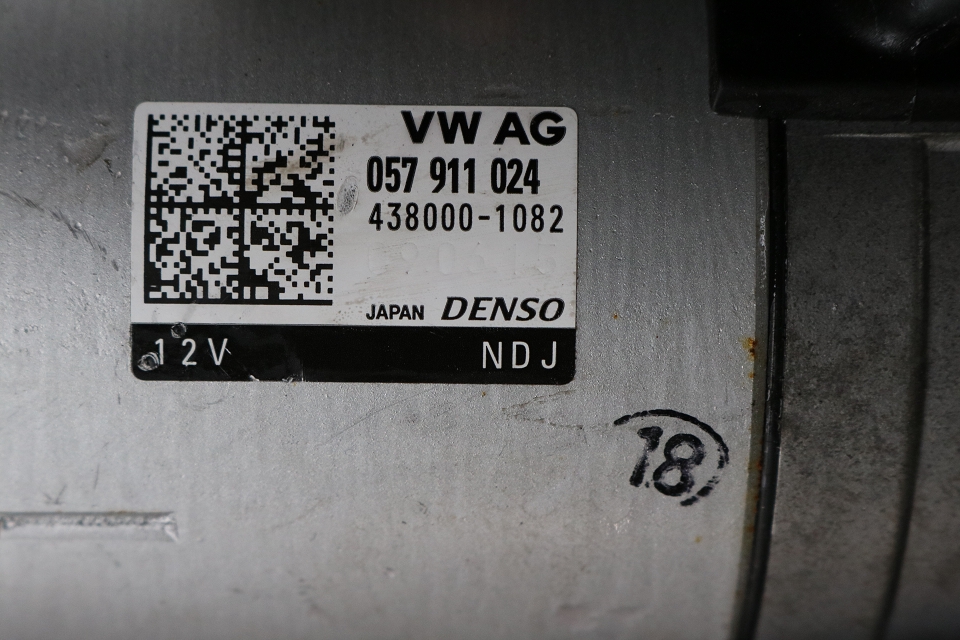 VW AG
057 911 024
438000-1082
JAPAN DENSO
12V NDJ
18